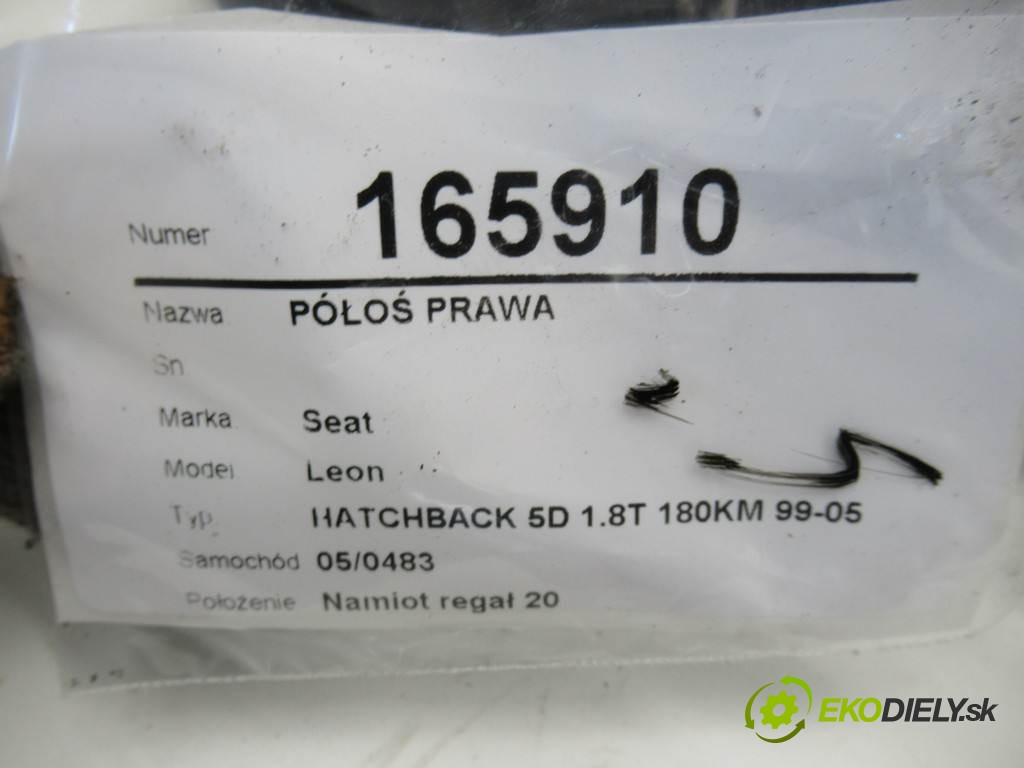 Numer 165910
Nazwa PÓŁOŚ PRAWA
Sn
Marka Seat
Model Leon
Typ HATCHBACK 5D 1.8T 180KM 99-05
Samochód 05/0483
Położenie Namiot regał 20
EKODIELY.sk